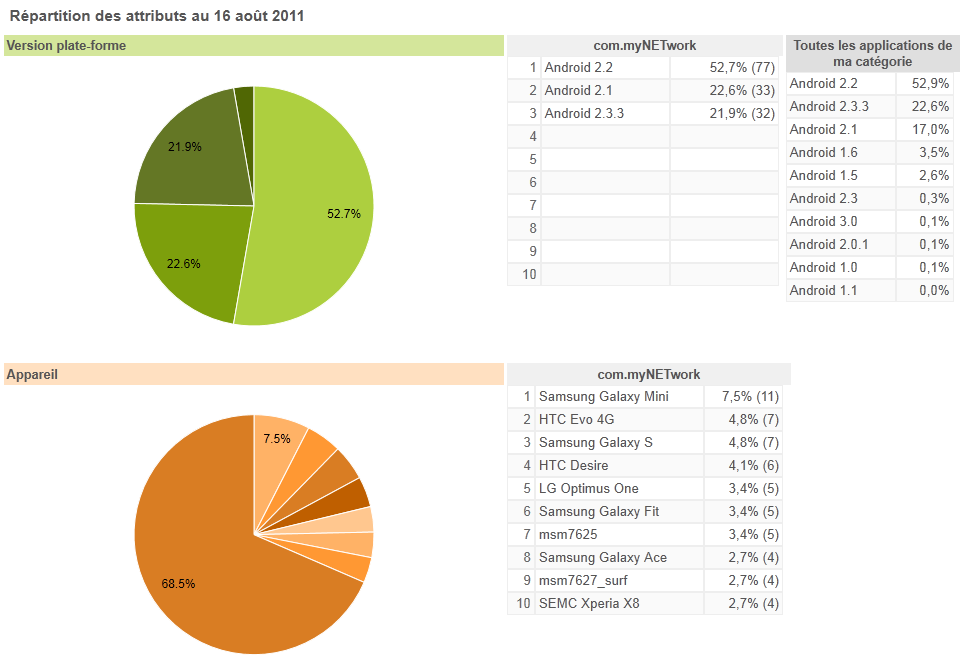 Répartition des attributs au 16 août 2011
Version plate-forme
52.7%
22.6%
21.9%
com.myNETwork
1 Android 2.2 52,7% (77)
2 Android 2.1 22,6% (33)
3 Android 2.3.3 21,9% (32)
4
5
6
7
8
9
10
Toutes les applications de
ma catégorie
Android 2.2 52,9%
Android 2.3.3 22,6%
Android 2.1 17,0%
Android 1.6 3,5%
Android 1.5 2,6%
Android 2.3 0,3%
Android 3.0 0,1%
Android 2.0.1 0,1%
Android 1.0 0,1%
Android 1.1 0,0%
Appareil
7.5%
68.5%
com.myNETwork
1 Samsung Galaxy Mini 7,5% (11)
2 HTC Evo 4G 4,8% (7)
3 Samsung Galaxy S 4,8% (7)
4 HTC Desire 4,1% (6)
5 LG Optimus One 3,4% (5)
6 Samsung Galaxy Fit 3,4% (5)
7 msm7625 3,4% (5)
8 Samsung Galaxy Ace 2,7% (4)
9 msm7627_surf 2,7% (4)
10 SEMC Xperia X8 2,7% (4)